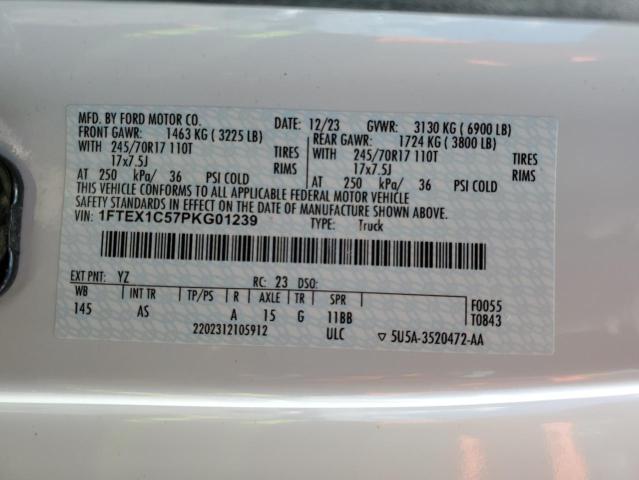 MFD. BY FORD MOTOR CO. DATE: 12/23 GVWR: 3130 KG ( 6900 LB)
FRONT GAWR: 1463 KG ( 3225 LB) REAR GAWR: 1724 KG ( 3800 LB)
WITH 245/70R17 110T TIRES WITH 245/70R17 110T TIRES
17x7.5J RIMS 17x7.5J RIMS
AT 250 kPa/ 36 PSI COLD AT 250 kPa/ 36 PSI COLD
THIS VEHICLE CONFORMS TO ALL APPLICABLE FEDERAL MOTOR VEHICLE
SAFETY STANDARDS IN EFFECT ON THE DATE OF MANUFACTURE SHOWN ABOVE.
VIN: 1FTEX1C57PKG01239 TYPE: Truck
EXT PNT: YZ RC: 23 DSO:
WB INT TR TP/PS R AXLE TR SPR F0055
145 AS A 15 G 11BB T0843
2202312105912 ULC ▽ 5U5A-3520472-AA